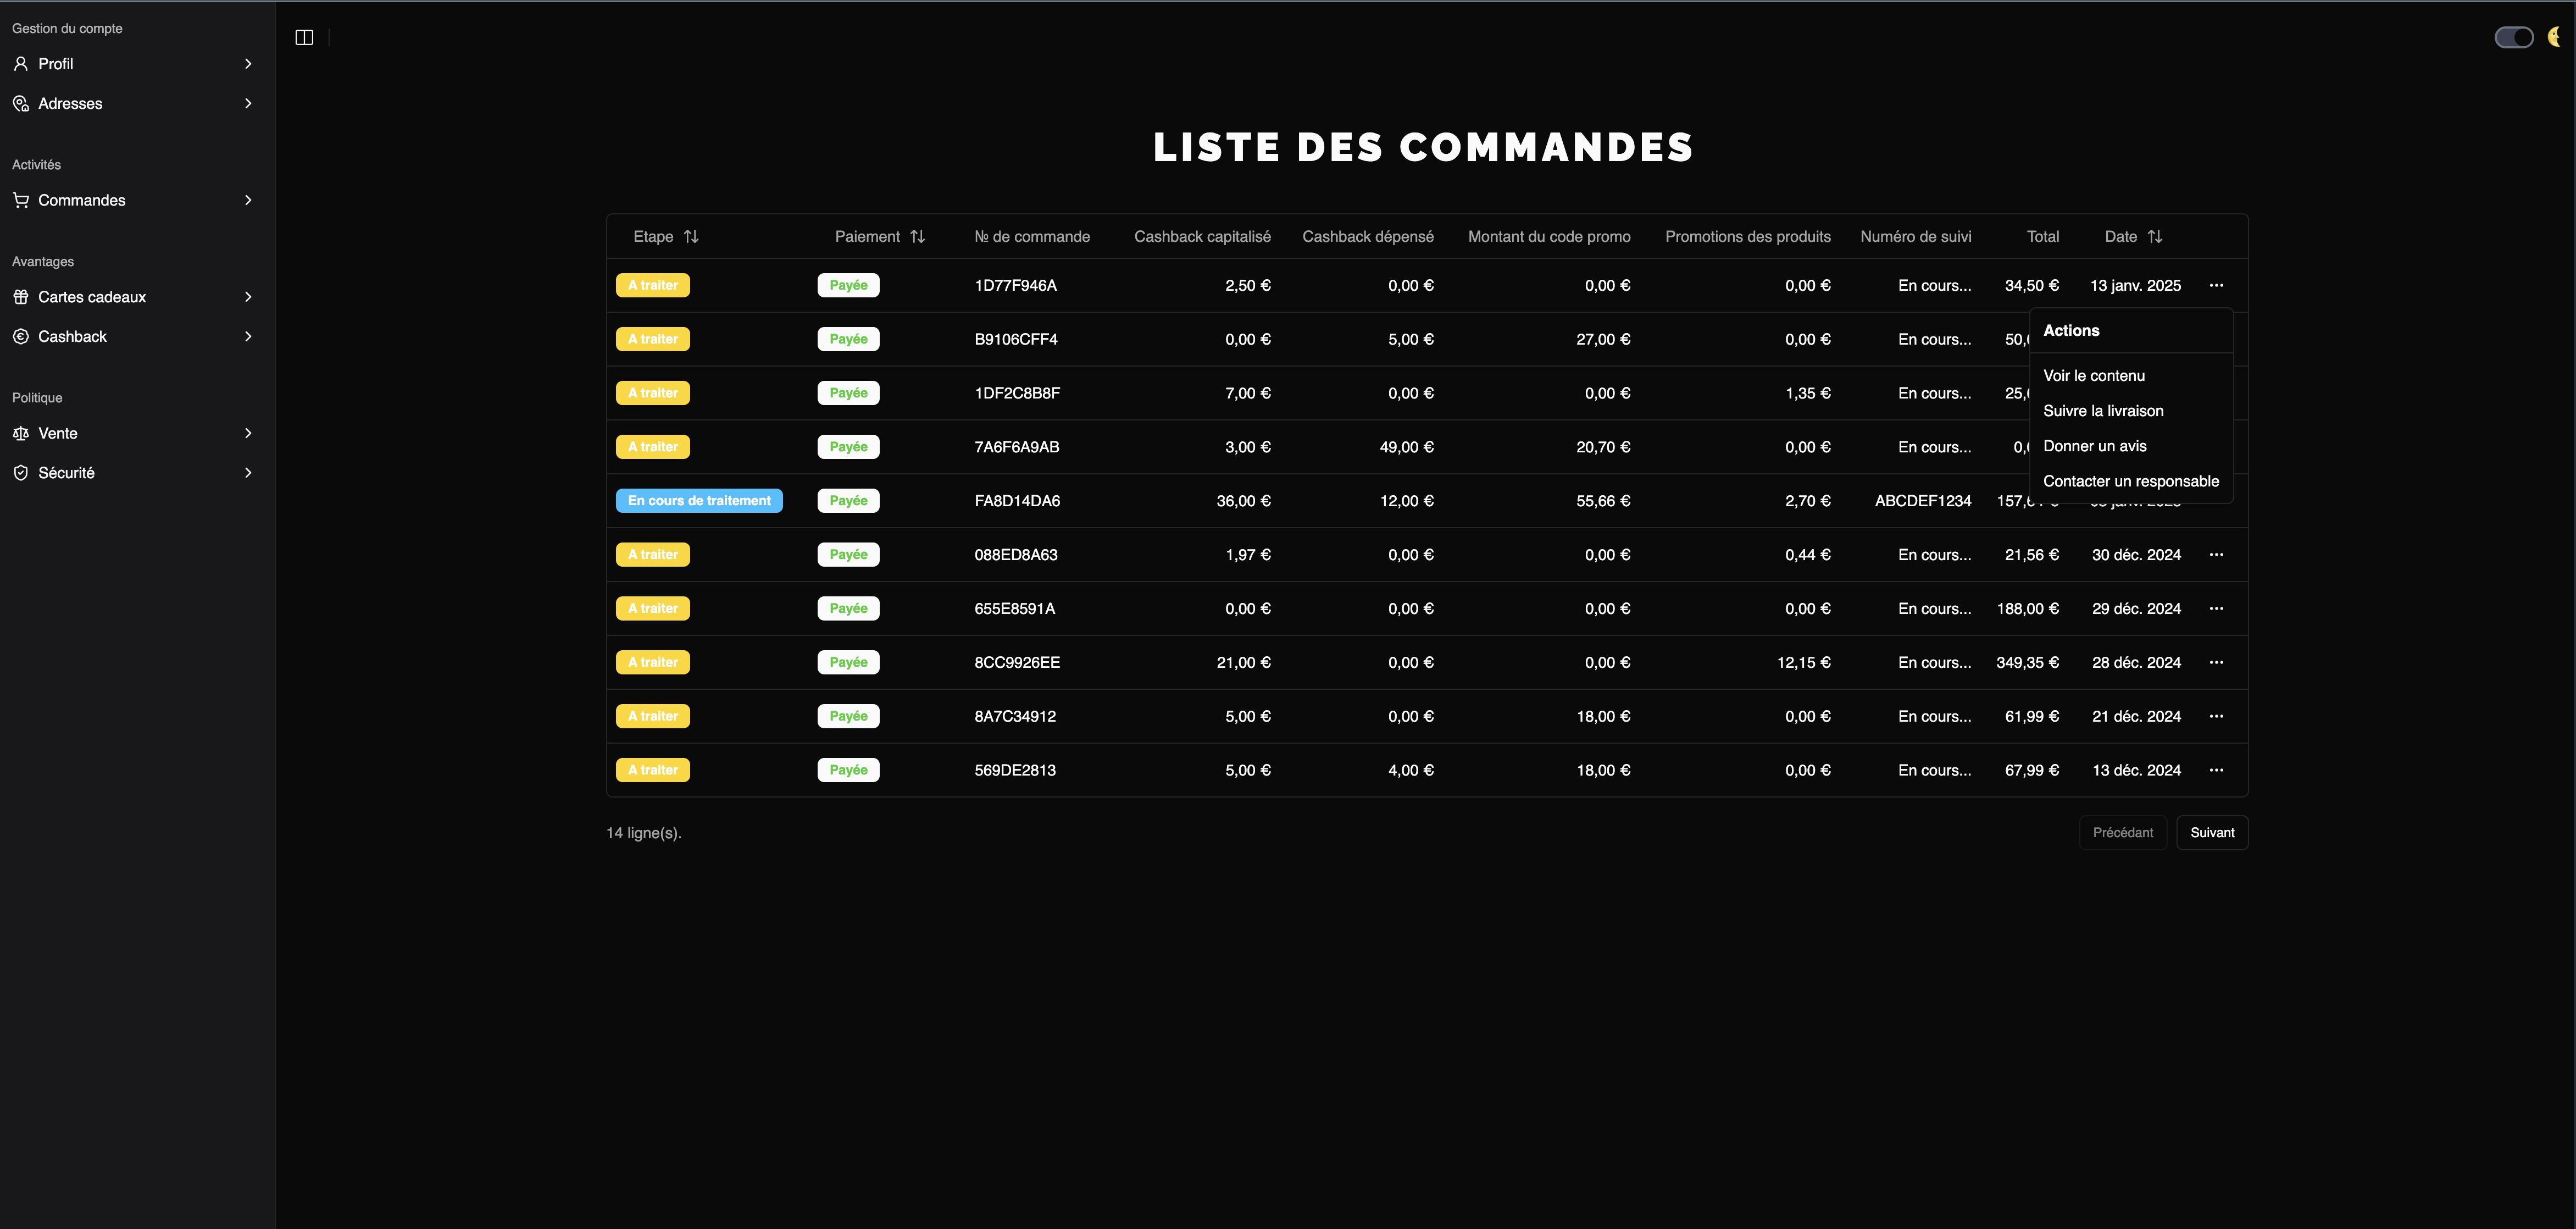 Gestion du compte
Profil
Adresses
Activités
Commandes
Avantages
Cartes cadeaux
Cashback
Politique
Vente
Sécurité
LISTE DES COMMANDES
Etape Paiement № de commande Cashback capitalisé Cashback dépensé Montant du code promo Promotions des produits Numéro de suivi Total Date
A traiter Payée 1D77F946A 2,50 € 0,00 € 0,00 € 0,00 € En cours... 34,50 € 13 janv. 2025
A traiter Payée B9106CFF4 0,00 € 5,00 € 27,00 € 0,00 € En cours...
A traiter Payée 1DF2C8B8F 7,00 € 0,00 € 0,00 € 1,35 € En cours...
A traiter Payée 7A6F6A9AB 3,00 € 49,00 € 20,70 € 0,00 € En cours...
En cours de traitement Payée FA8D14DA6 36,00 € 12,00 € 55,66 € 2,70 € ABCDEF1234
A traiter Payée 088ED8A63 1,97 € 0,00 € 0,00 € 0,44 € En cours... 21,56 € 30 déc. 2024
A traiter Payée 655E8591A 0,00 € 0,00 € 0,00 € 0,00 € En cours... 188,00 € 29 déc. 2024
A traiter Payée 8CC9926EE 21,00 € 0,00 € 0,00 € 12,15 € En cours... 349,35 € 28 déc. 2024
A traiter Payée 8A7C34912 5,00 € 0,00 € 18,00 € 0,00 € En cours... 61,99 € 21 déc. 2024
A traiter Payée 569DE2813 5,00 € 4,00 € 18,00 € 0,00 € En cours... 67,99 € 13 déc. 2024
Actions
Voir le contenu
Suivre la livraison
Donner un avis
Contacter un responsable
14 ligne(s).
Précédant Suivant